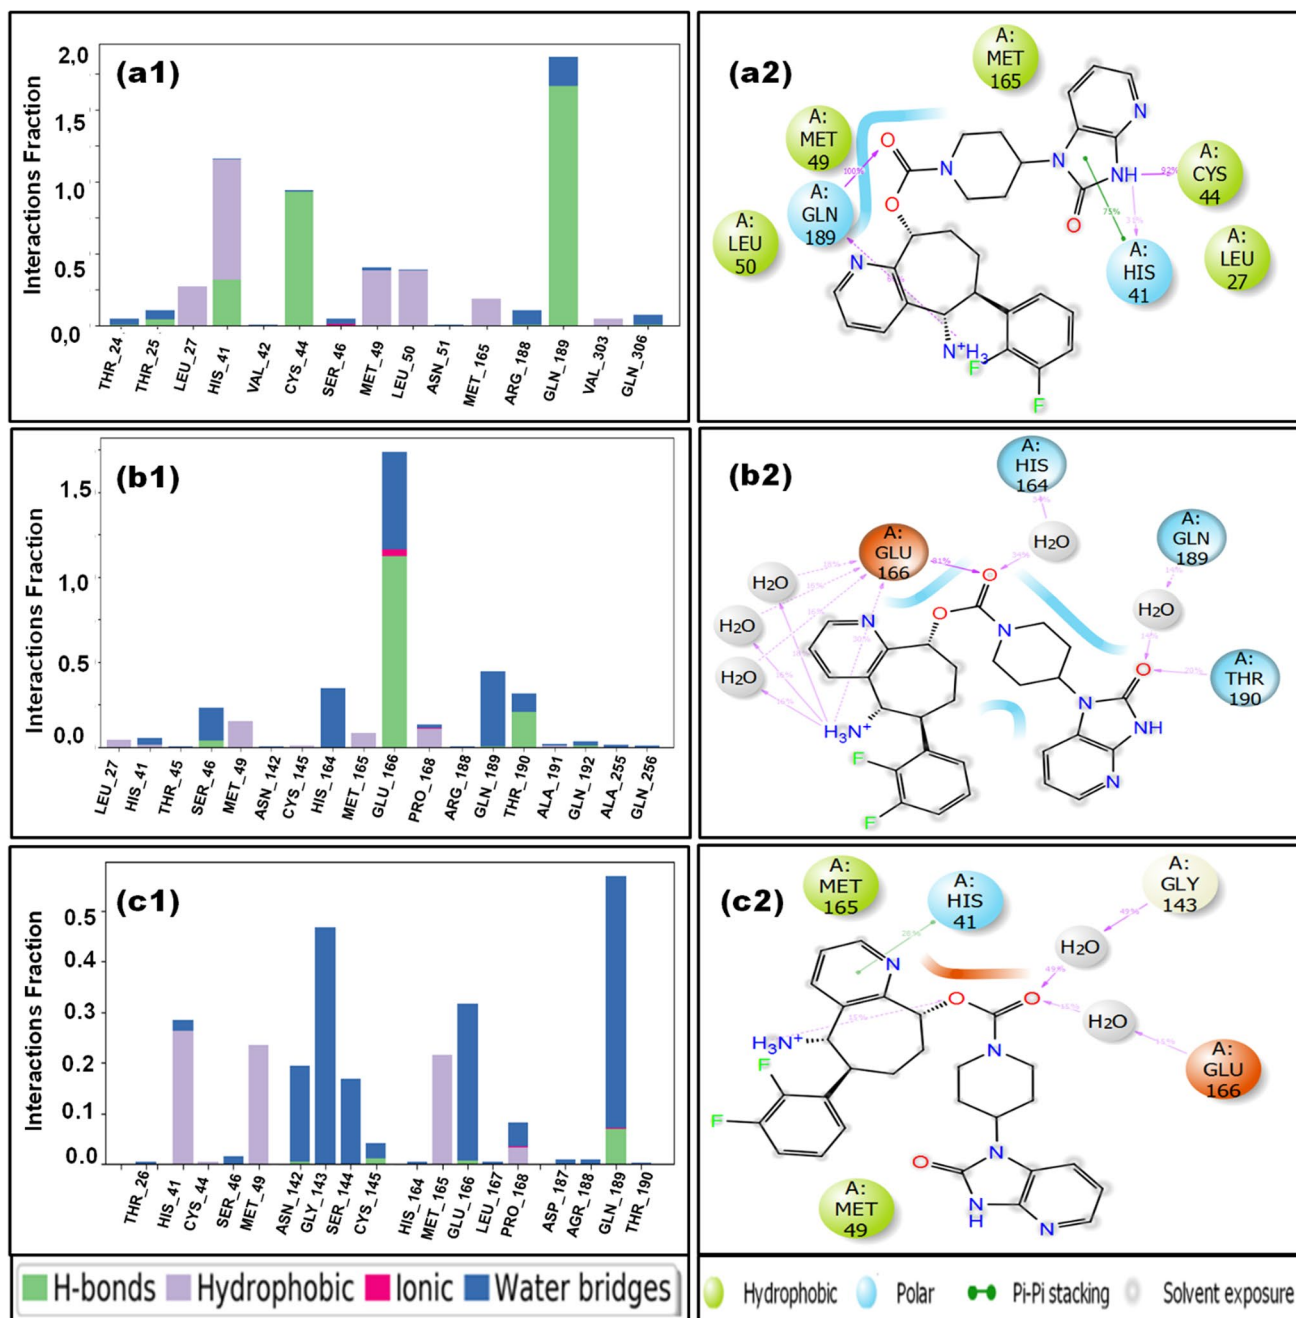 (a1)
Interactions Fraction
2,0
1,5
1,0
0,5
0,0
THR_24
THR_25
LEU_27
HIS_41
VAL_42
CYS_44
SER_46
MET_49
LEU_50
ASN_51
MET_165
ARG_188
GLN_189
VAL_303
GLN_306
(a2)
A:
MET
165
A:
MET
49
A:
GLN
189
A:
LEU
50
A:
CYS
44
A:
LEU
27
A:
HIS
41
100%
92%
75%
O
O
N
N
N
NH
O
N
N⁺H₃
F
F
(b1)
Interactions Fraction
1.5
1,0
0.5
0,0
LEU_27
HIS_41
THR_45
SER_46
MET_49
ASN_142
CYS_145
HIS_164
MET_165
GLU_166
PRO_168
ARG_188
GLN_189
THR_190
ALA_191
GLN_192
ALA_255
GLN_256
(b2)
A:
HIS
164
A:
GLU
166
A:
GLN
189
A:
THR
190
H₂O
H₂O
H₂O
H₂O
H₂O
O
O
N
N
O
N
NH
N
H₃N⁺
F
F
(c1)
Interactions Fraction
0.5
0.4
0.3
0.2
0.1
0.0
THR_26
HIS_41
CYS_44
SER_46
MET_49
ASN_142
GLY_143
SER_144
CYS_145
HIS_164
MET_165
GLU_166
LEU_167
PRO_168
ASP_187
AGR_188
GLN_189
THR_190
(c2)
A:
MET
165
A:
HIS
41
A:
GLY
143
A:
GLU
166
A:
MET
49
28%
49%
49%
H₂O
H₂O
N
O
O
H₃N⁺
N
F
F
O
N
N
H
N
H-bonds
Hydrophobic
Ionic
Water bridges
Hydrophobic
Polar
Pi-Pi stacking
Solvent exposure